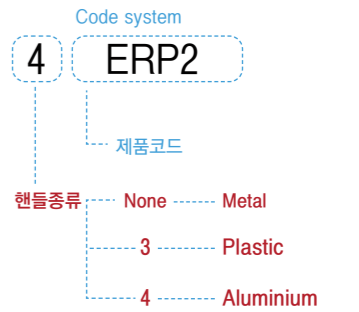 Code system
4 ERP2
제품코드
핸들종류 None Metal
3 Plastic
4 Aluminium